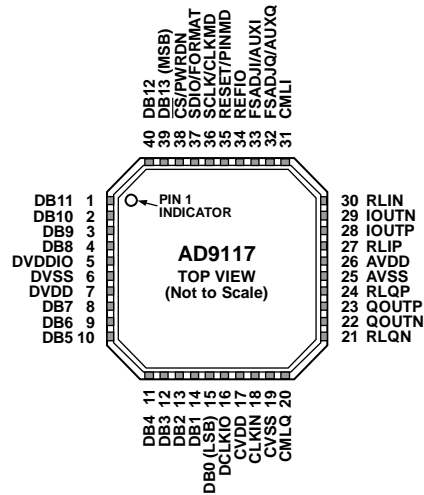 40 DB12
39 DB13 (MSB)
38 CS/PWRDN
37 SDIO/FORMAT
36 SCLK/CLKMD
35 RESET/PINMD
34 REFIO
33 FSADJI/AUXI
32 FSADJQ/AUXQ
31 CMLI
DB11 1
DB10 2
DB9 3
DB8 4
DVDDIO 5
DVSS 6
DVDD 7
DB7 8
DB6 9
DB5 10
PIN 1
INDICATOR
AD9117
TOP VIEW
(Not to Scale)
30 RLIN
29 IOUTN
28 IOUTP
27 RLIP
26 AVDD
25 AVSS
24 RLQP
23 QOUTP
22 QOUTN
21 RLQN
DB4 11
DB3 12
DB2 13
DB1 14
DB0 (LSB) 15
DCLKIO 16
CVDD 17
CLKIN 18
CVSS 19
CMLQ 20